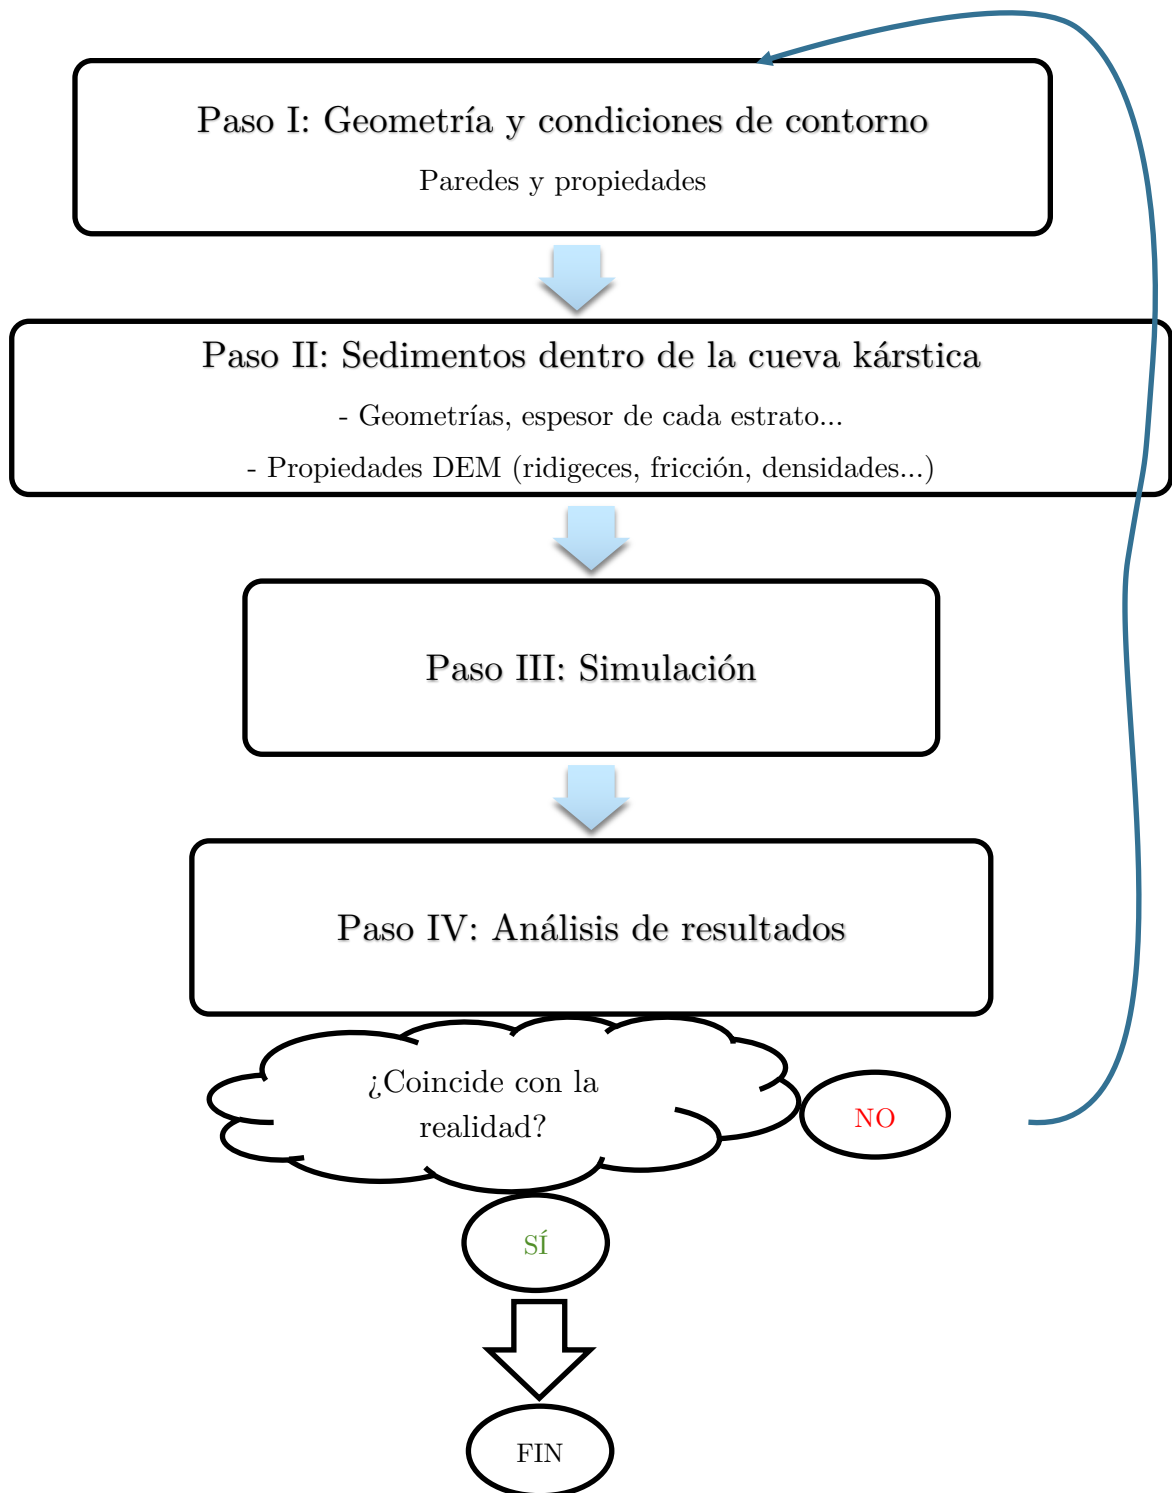 Paso I: Geometría y condiciones de contorno
Paredes y propiedades
Paso II: Sedimentos dentro de la cueva kárstica
- Geometrías, espesor de cada estrato...
- Propiedades DEM (ridigeces, fricción, densidades...)
Paso III: Simulación
Paso IV: Análisis de resultados
¿Coincide con la
realidad?
NO
SÍ
FIN